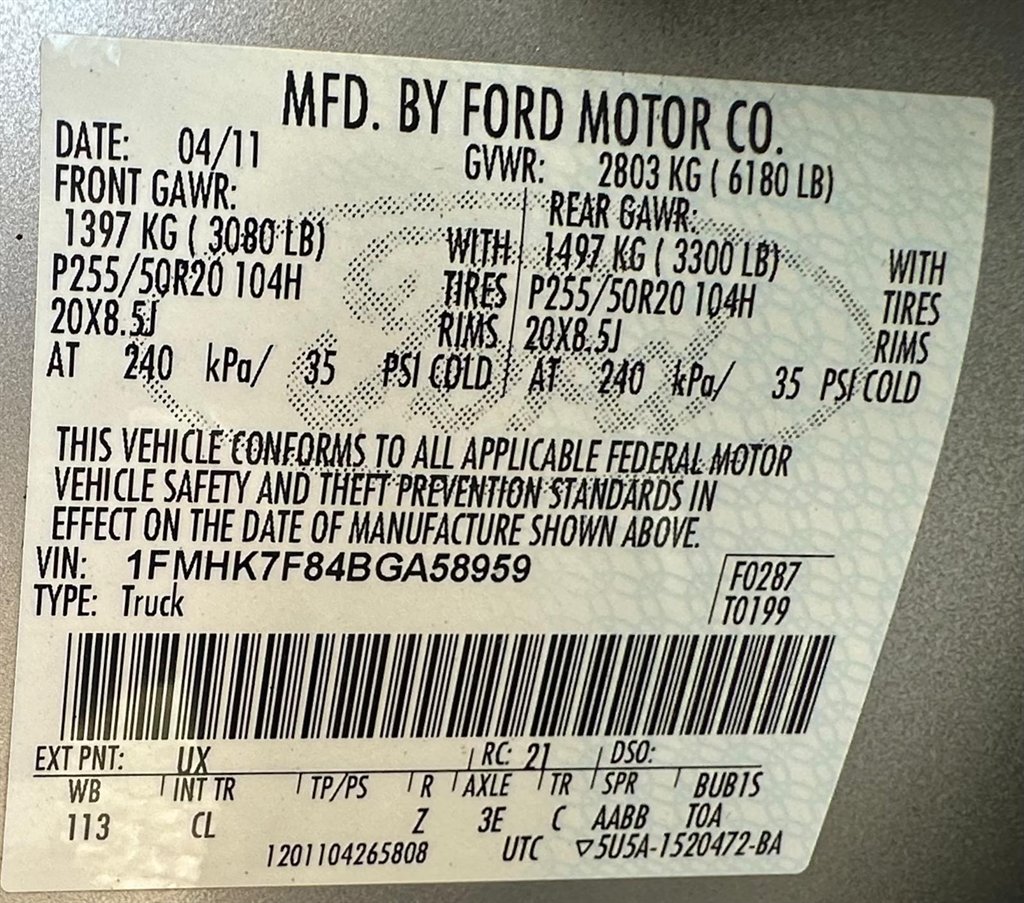 MFD. BY FORD MOTOR CO.
DATE: 04/11 GVWR: 2803 KG ( 6180 LB)
FRONT GAWR: REAR GAWR:
1397 KG ( 3080 LB) WITH 1497 KG ( 3300 LB) WITH
P255/50R20 104H TIRES P255/50R20 104H TIRES
20X8.5J RIMS 20X8.5J RIMS
AT 240 kPa/ 35 PSI COLD AT 240 kPa/ 35 PSI COLD
THIS VEHICLE CONFORMS TO ALL APPLICABLE FEDERAL MOTOR
VEHICLE SAFETY AND THEFT PREVENTION STANDARDS IN
EFFECT ON THE DATE OF MANUFACTURE SHOWN ABOVE.
VIN: 1FMHK7F84BGA58959
TYPE: Truck
F0287
T0199
EXT PNT: UX RC: 21 DSO:
WB INT TR TP/PS R AXLE TR SPR BUB1S
113 CL Z 3E C AABB TOA
1201104265808 UTC ▽5U5A-1520472-BA